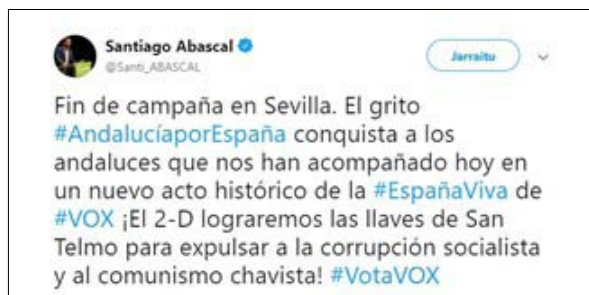 Santiago Abascal
@Santi_ABASCAL
Jarraitu
Fin de campaña en Sevilla. El grito
#AndalucíaporEspaña conquista a los
andaluces que nos han acompañado hoy en
un nuevo acto histórico de la #EspañaViva de
#VOX ¡El 2-D lograremos las llaves de San
Telmo para expulsar a la corrupción socialista
y al comunismo chavista! #VotaVOX